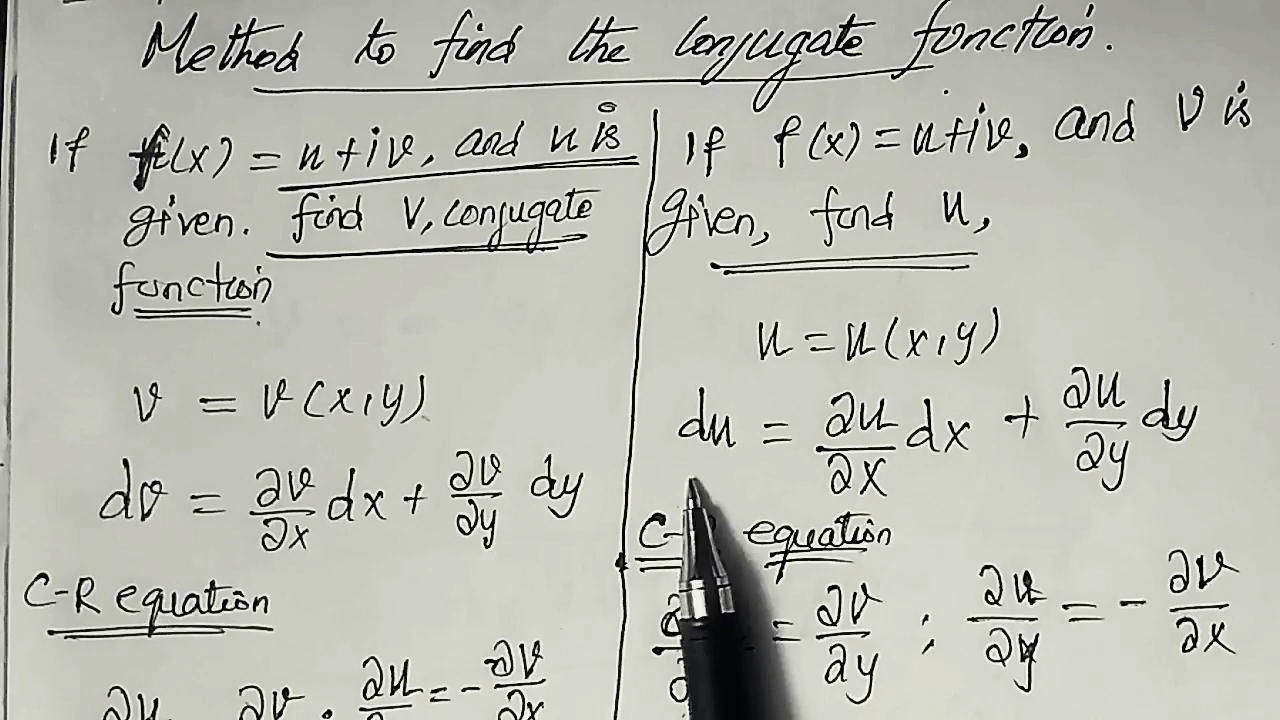 Method to find the Conjugate function.
If f(x) = u+iv, and u is
given. find V, conjugate
function.
v = v(x,y)
dv = ∂v/∂x dx + ∂v/∂y dy
C-R equation
∂u ∂v ; ∂u = -∂v/∂x
If f(x) = u+iv, and V is
given, find u,
u = u(x,y)
du = ∂u/∂x dx + ∂u/∂y dy
equation
= ∂v/∂y ; ∂u/∂y = - ∂v/∂x